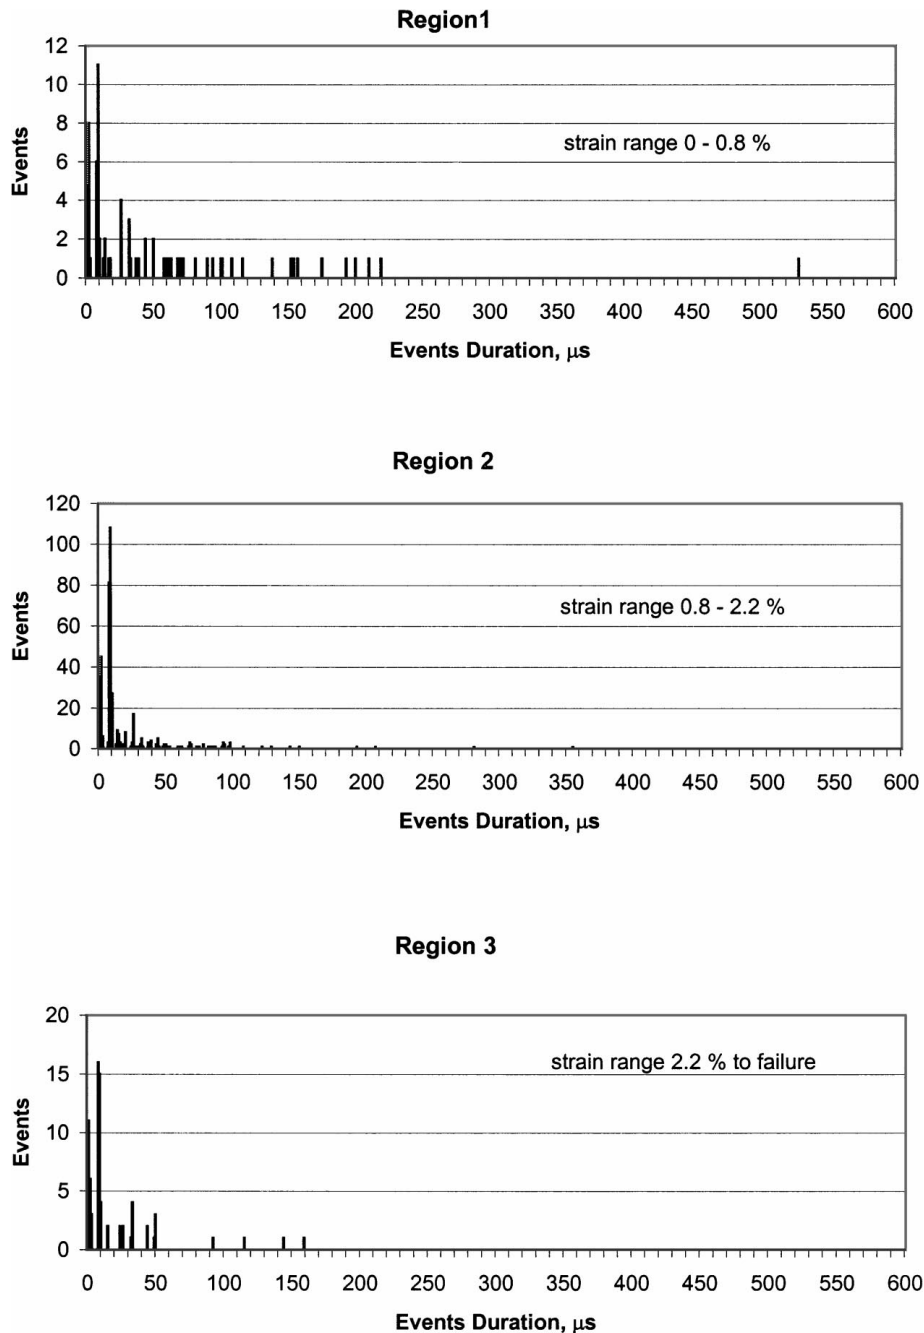 Region1
12
10
8
6
4
2
0
Events
strain range 0 - 0.8 %
0 50 100 150 200 250 300 350 400 450 500 550 600
Events Duration, μs
Region 2
120
100
80
60
40
20
0
Events
strain range 0.8 - 2.2 %
0 50 100 150 200 250 300 350 400 450 500 550 600
Events Duration, μs
Region 3
20
15
10
5
0
Events
strain range 2.2 % to failure
0 50 100 150 200 250 300 350 400 450 500 550 600
Events Duration, μs